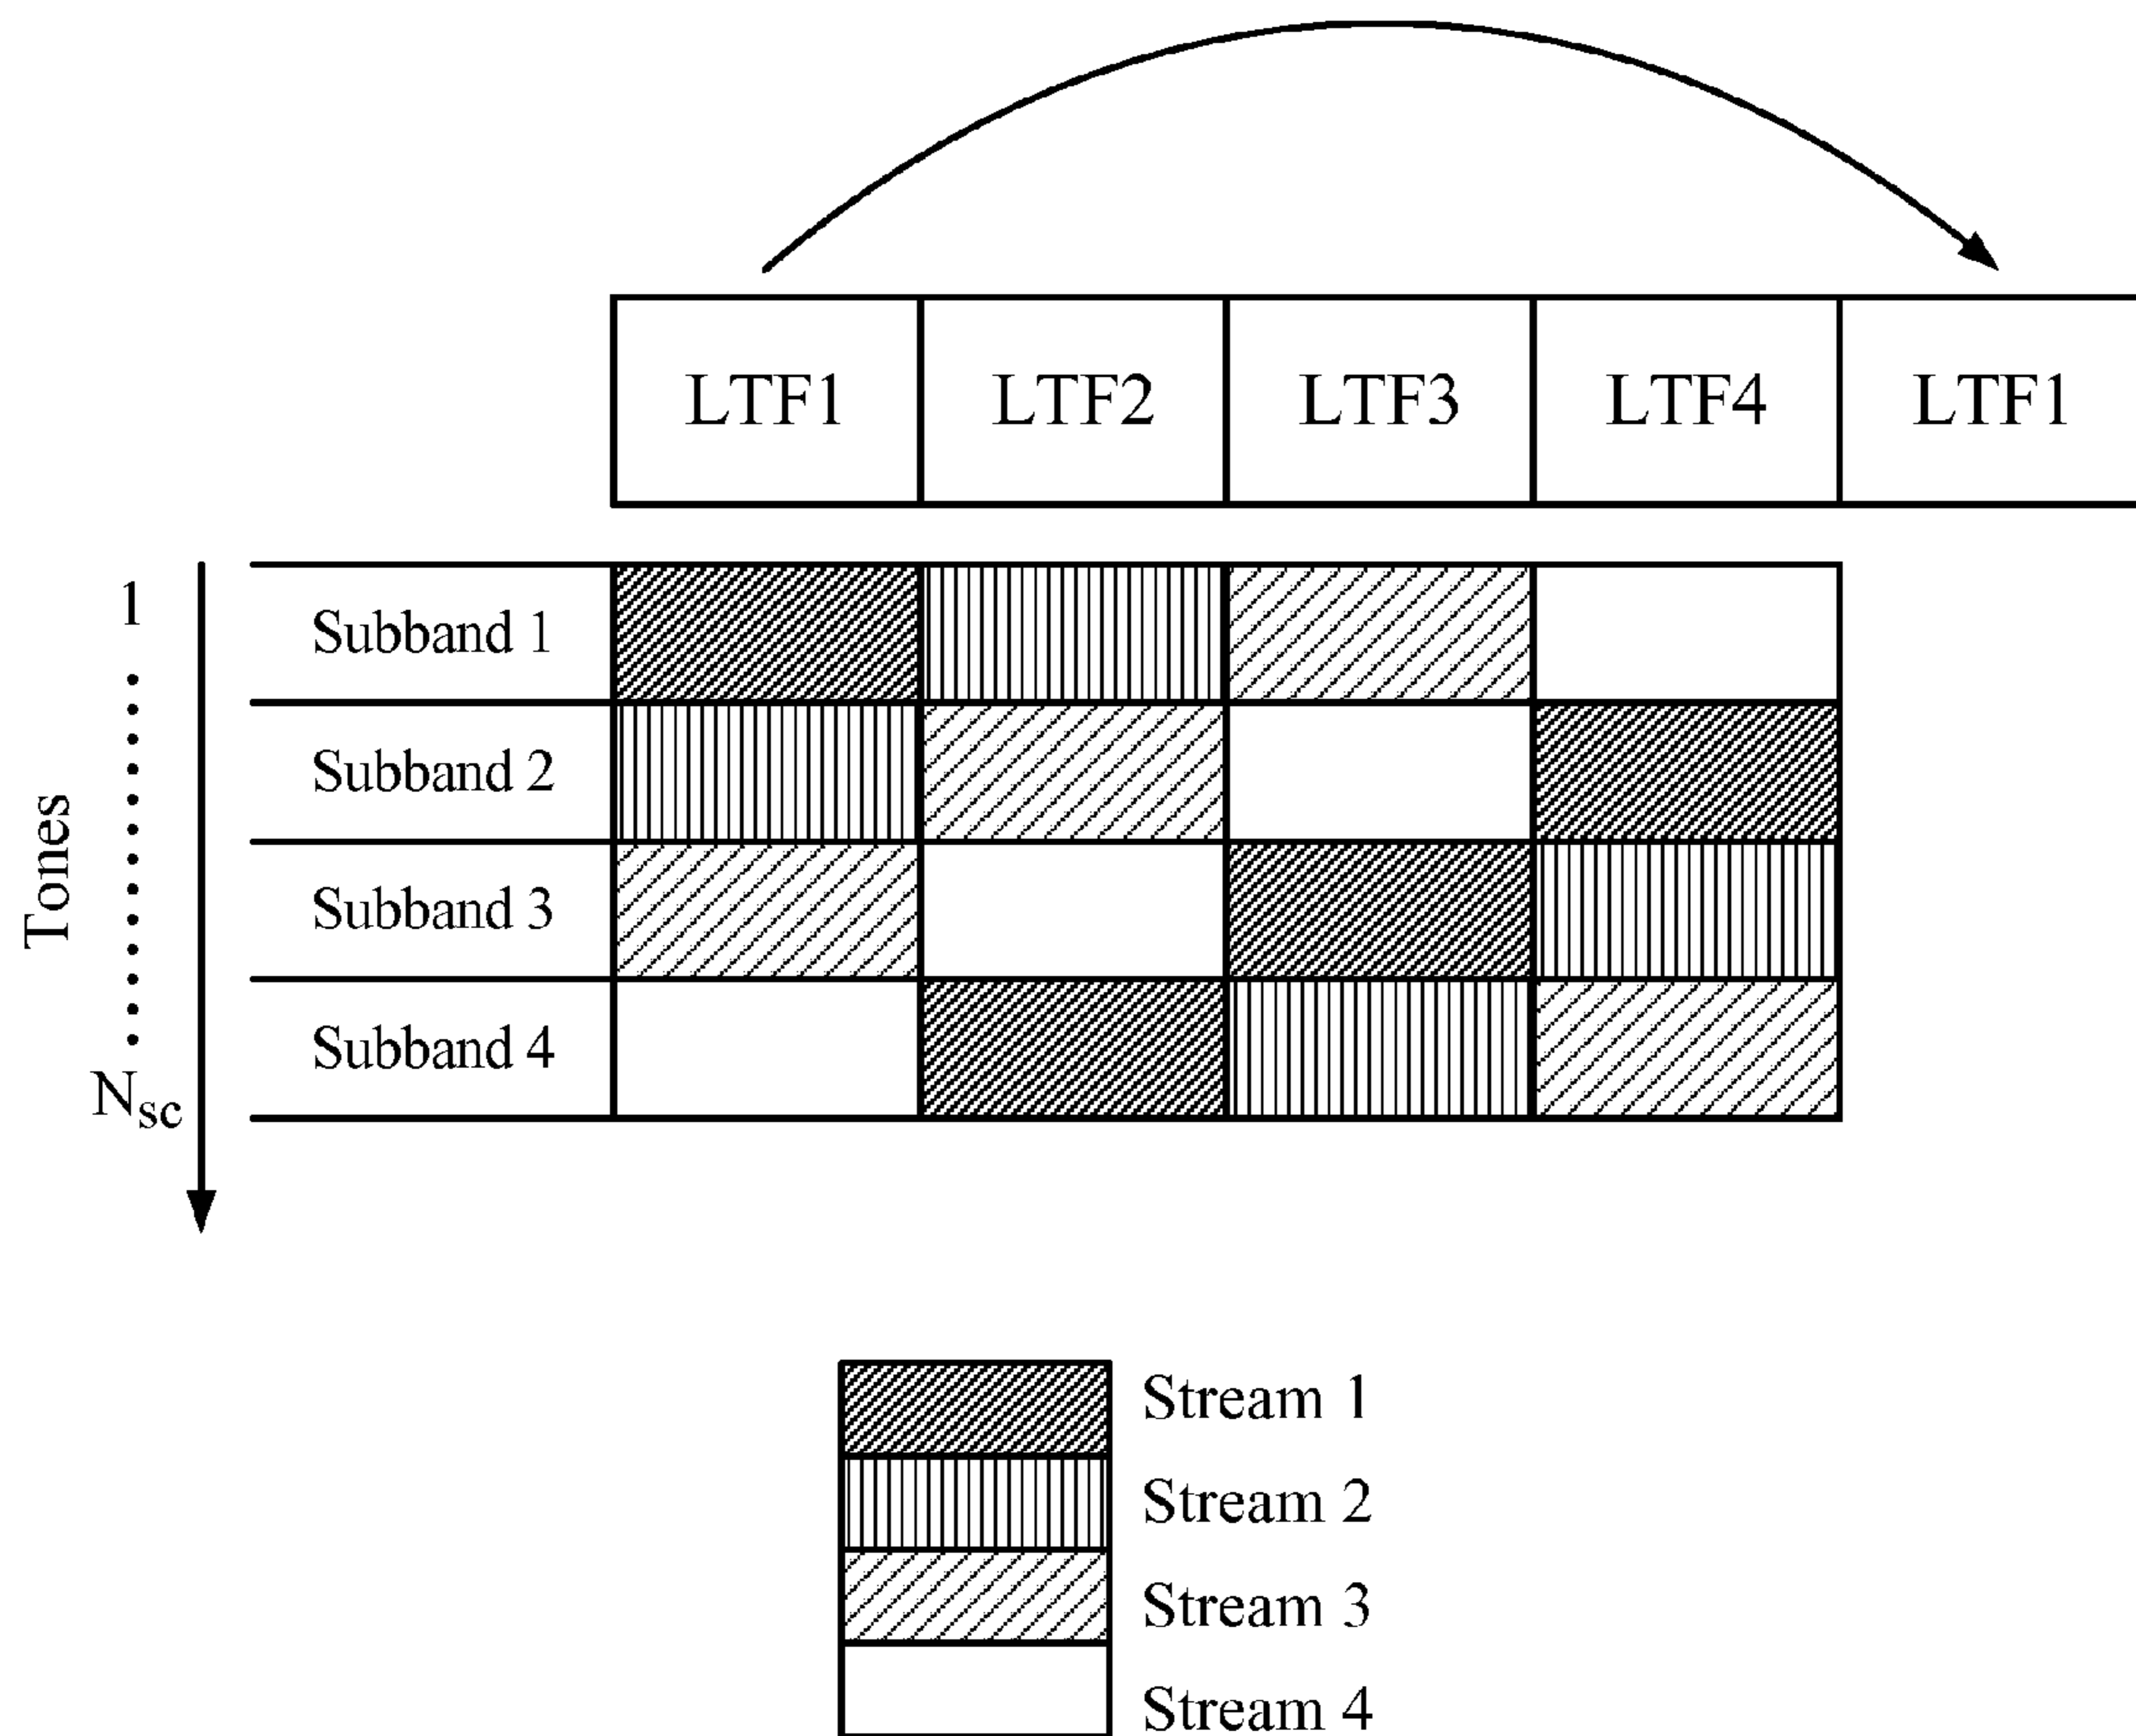 LTF1 LTF2 LTF3 LTF4 LTF1
1
Subband 1
Subband 2
Tones
Subband 3
Subband 4
Nsc
Stream 1
Stream 2
Stream 3
Stream 4